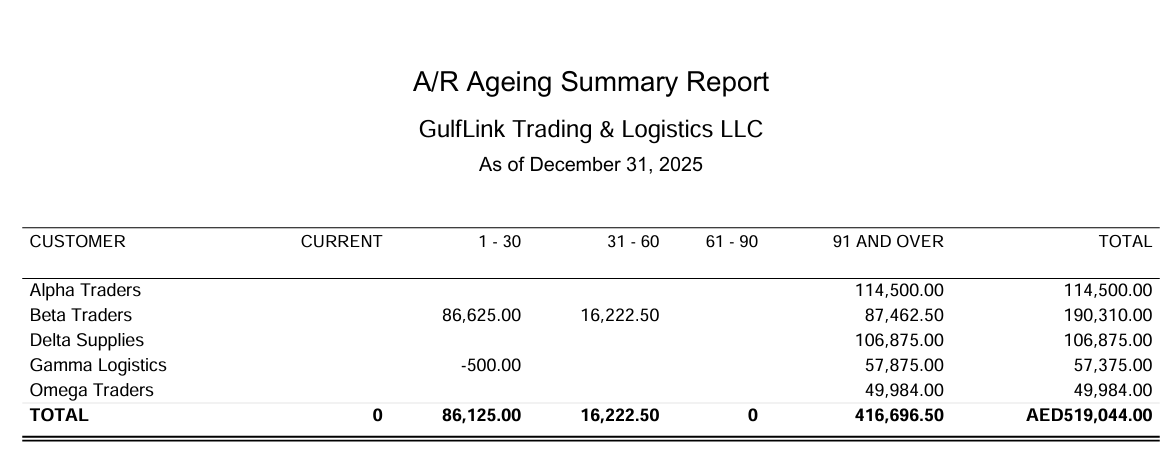 A/R Ageing Summary Report
GulfLink Trading & Logistics LLC
As of December 31, 2025
CUSTOMER CURRENT 1 - 30 31 - 60 61 - 90 91 AND OVER TOTAL
Alpha Traders 114,500.00 114,500.00
Beta Traders 86,625.00 16,222.50 87,462.50 190,310.00
Delta Supplies 106,875.00 106,875.00
Gamma Logistics -500.00 57,875.00 57,375.00
Omega Traders 49,984.00 49,984.00
TOTAL 0 86,125.00 16,222.50 0 416,696.50 AED519,044.00